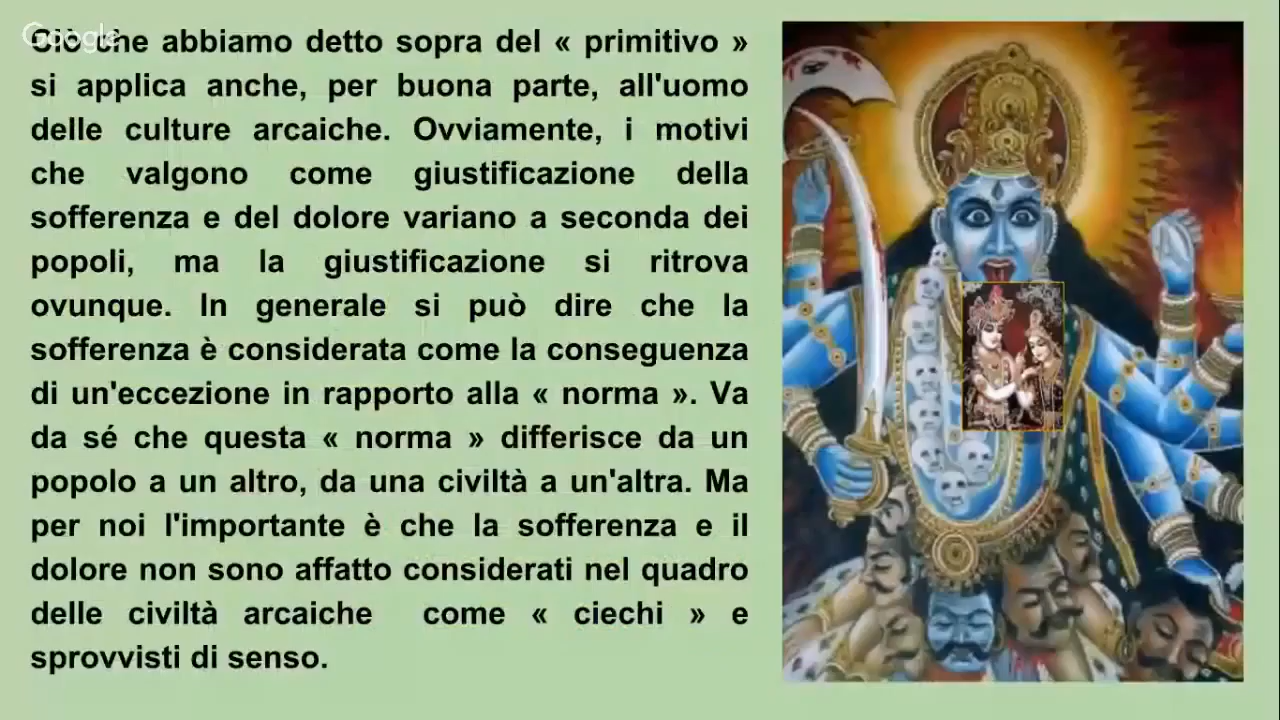 Google
Ciò che abbiamo detto sopra del « primitivo »
si applica anche, per buona parte, all'uomo
delle culture arcaiche. Ovviamente, i motivi
che valgono come giustificazione della
sofferenza e del dolore variano a seconda dei
popoli, ma la giustificazione si ritrova
ovunque. In generale si può dire che la
sofferenza è considerata come la conseguenza
di un'eccezione in rapporto alla « norma ». Va
da sé che questa « norma » differisce da un
popolo a un altro, da una civiltà a un'altra. Ma
per noi l'importante è che la sofferenza e il
dolore non sono affatto considerati nel quadro
delle civiltà arcaiche come « ciechi » e
sprovvisti di senso.